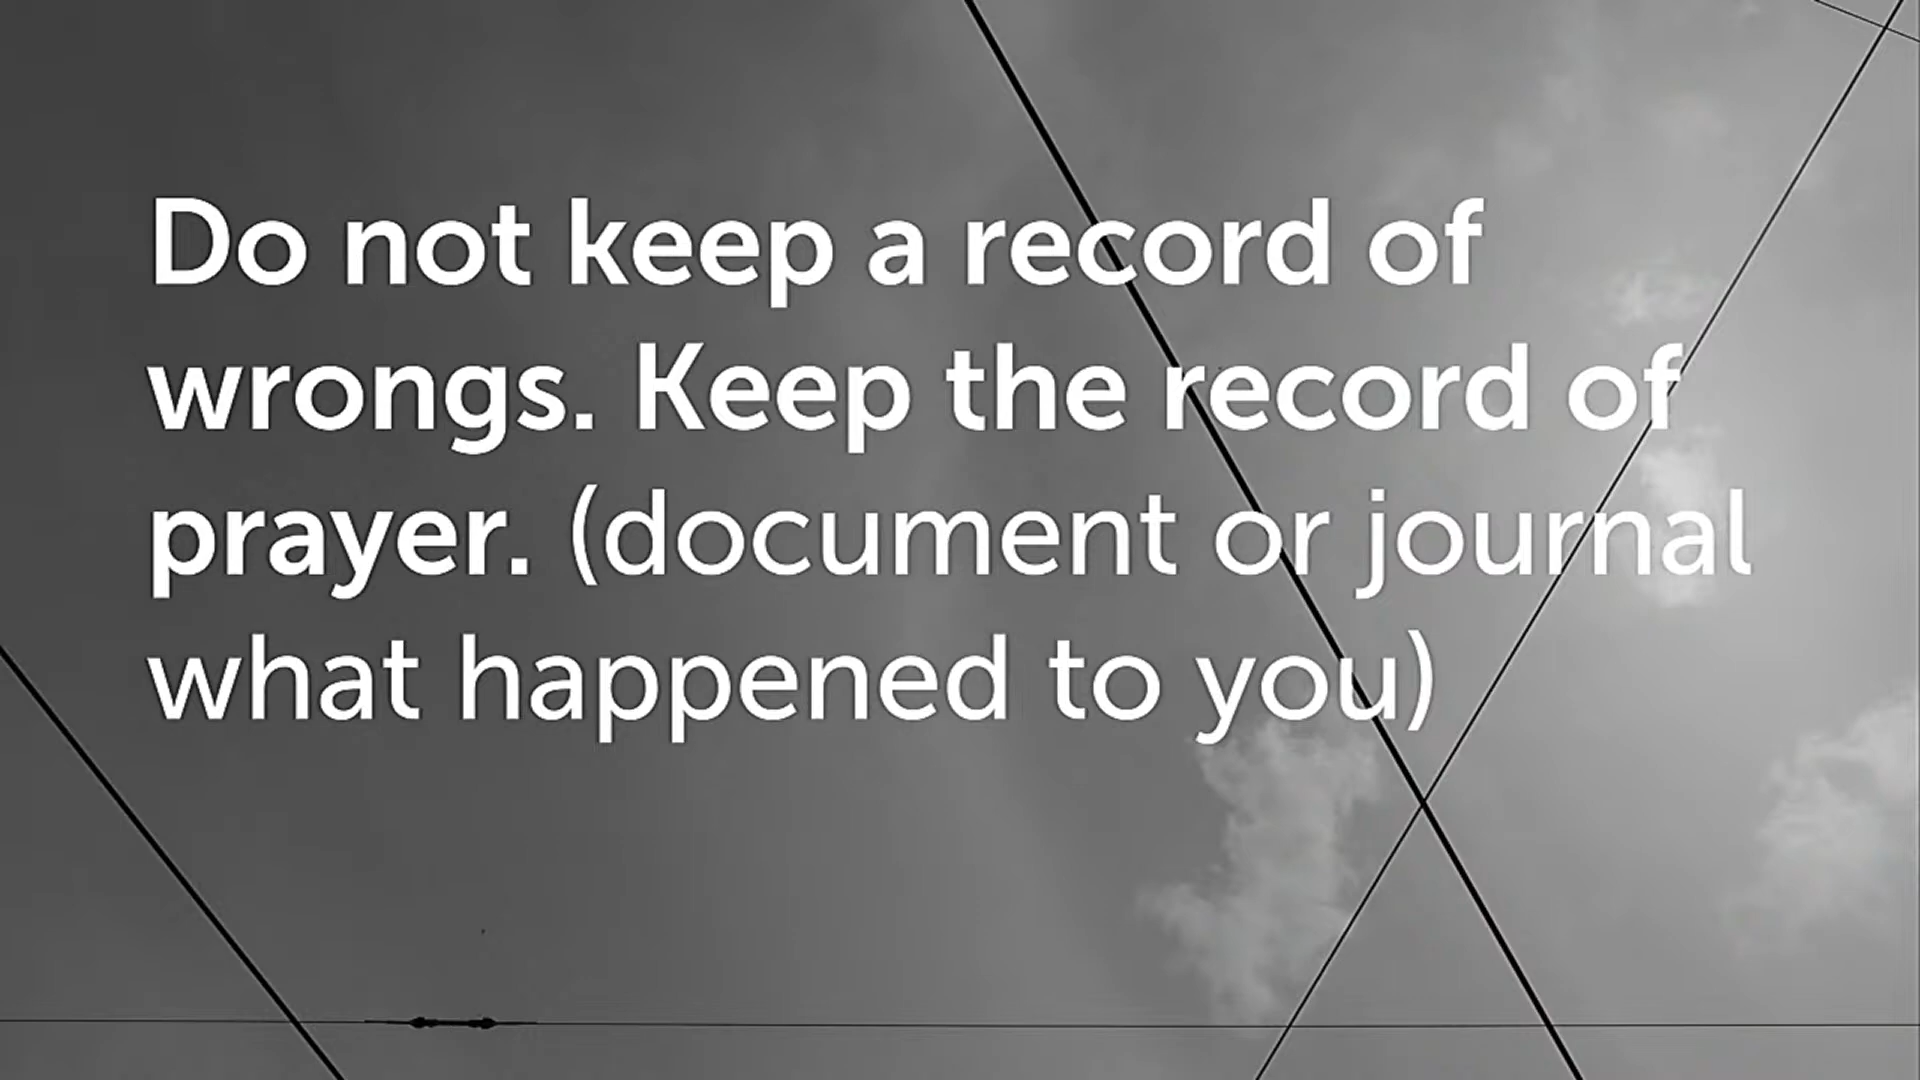 Do not keep a record of
wrongs. Keep the record of
prayer. (document or journal
what happened to you)